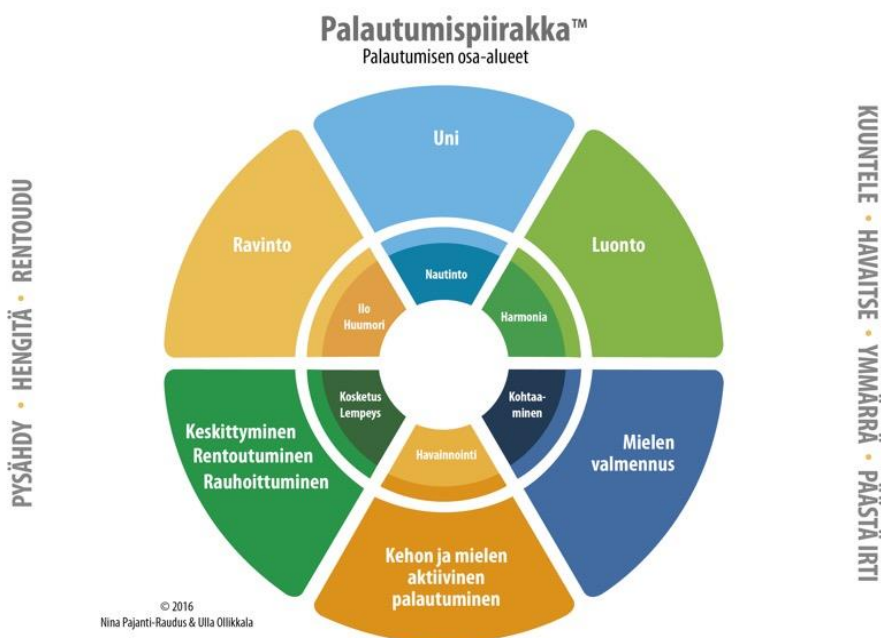 Palautumispiirakka™
Palautumisen osa-alueet
PYSÄHDY • HENGITÄ • RENTOUDU
KUUNTELE • HAVAITSE • YMMÄRRÄ • PÄÄSTÄ IRTI
Uni
Ravinto
Luonto
Nautinto
Ilo
Huumori
Harmonia
Kosketus
Lempeys
Kohtaa-
minen
Keskittyminen
Rentoutuminen
Rauhoittuminen
Mielen
valmennus
Havainnointi
Kehon ja mielen
aktiivinen
palautuminen
© 2016
Nina Pajanti-Raudus & Ulla Ollikkala